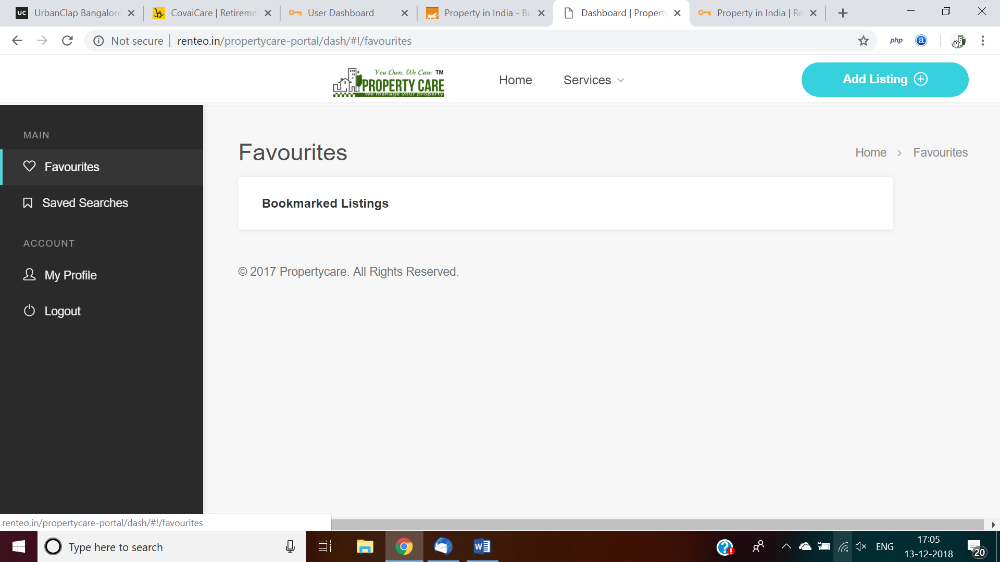 UC UrbanClap Bangalore
CovaiCare | Retireme
User Dashboard
Property in India - Bu
Dashboard | Property
Property in India | Re
Not secure | renteo.in/propertycare-portal/dash/#!/favourites
php
a
You Own, We Care TM
PROPERTY CARE
We manage your property
Home
Services
Add Listing
MAIN
Favourites
Saved Searches
ACCOUNT
My Profile
Logout
Favourites
Home > Favourites
Bookmarked Listings
© 2017 Propertycare. All Rights Reserved.
renteo.in/propertycare-portal/dash/#!/favourites
Type here to search
W
ENG
17:05
13-12-2018
20